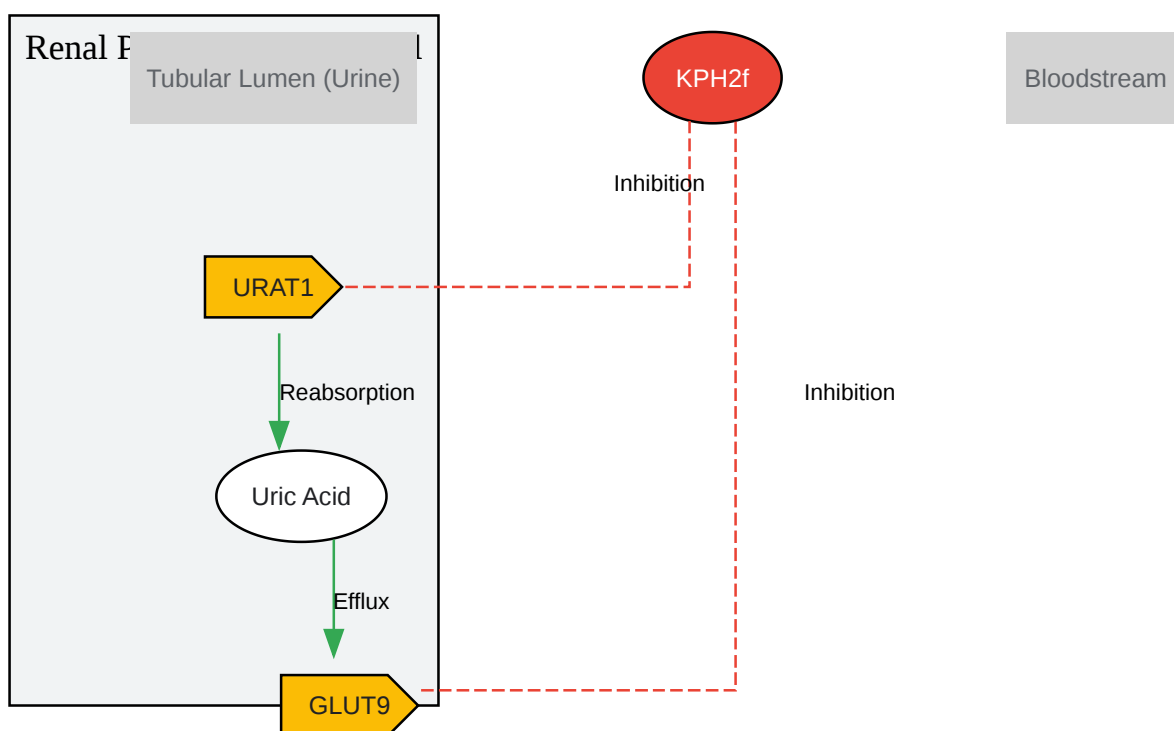 Renal
Tubular Lumen (Urine)
KPH2f
Bloodstream
Inhibition
URAT1
Reabsorption
Inhibition
Uric Acid
Efflux
GLUT9